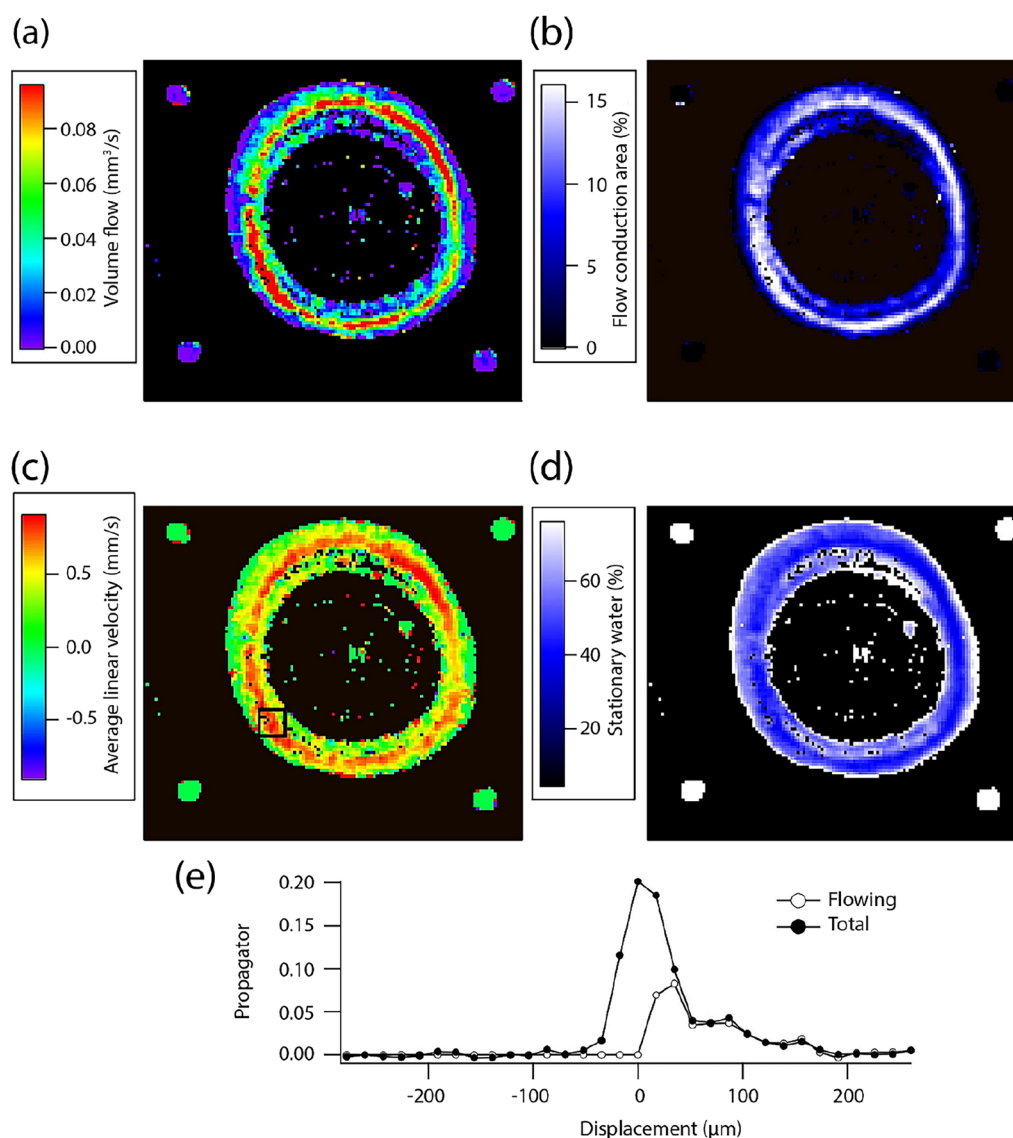 (a)
Volume flow (mm³/s)
0.08
0.06
0.04
0.02
0.00
(b)
Flow conduction area (%)
15
10
5
0
(c)
Average linear velocity (mm/s)
0.5
0.0
-0.5
(d)
Stationary water (%)
60
40
20
(e)
Propagator
0.20
0.15
0.10
0.05
0.00
Flowing
Total
-200 -100 0 100 200
Displacement (μm)